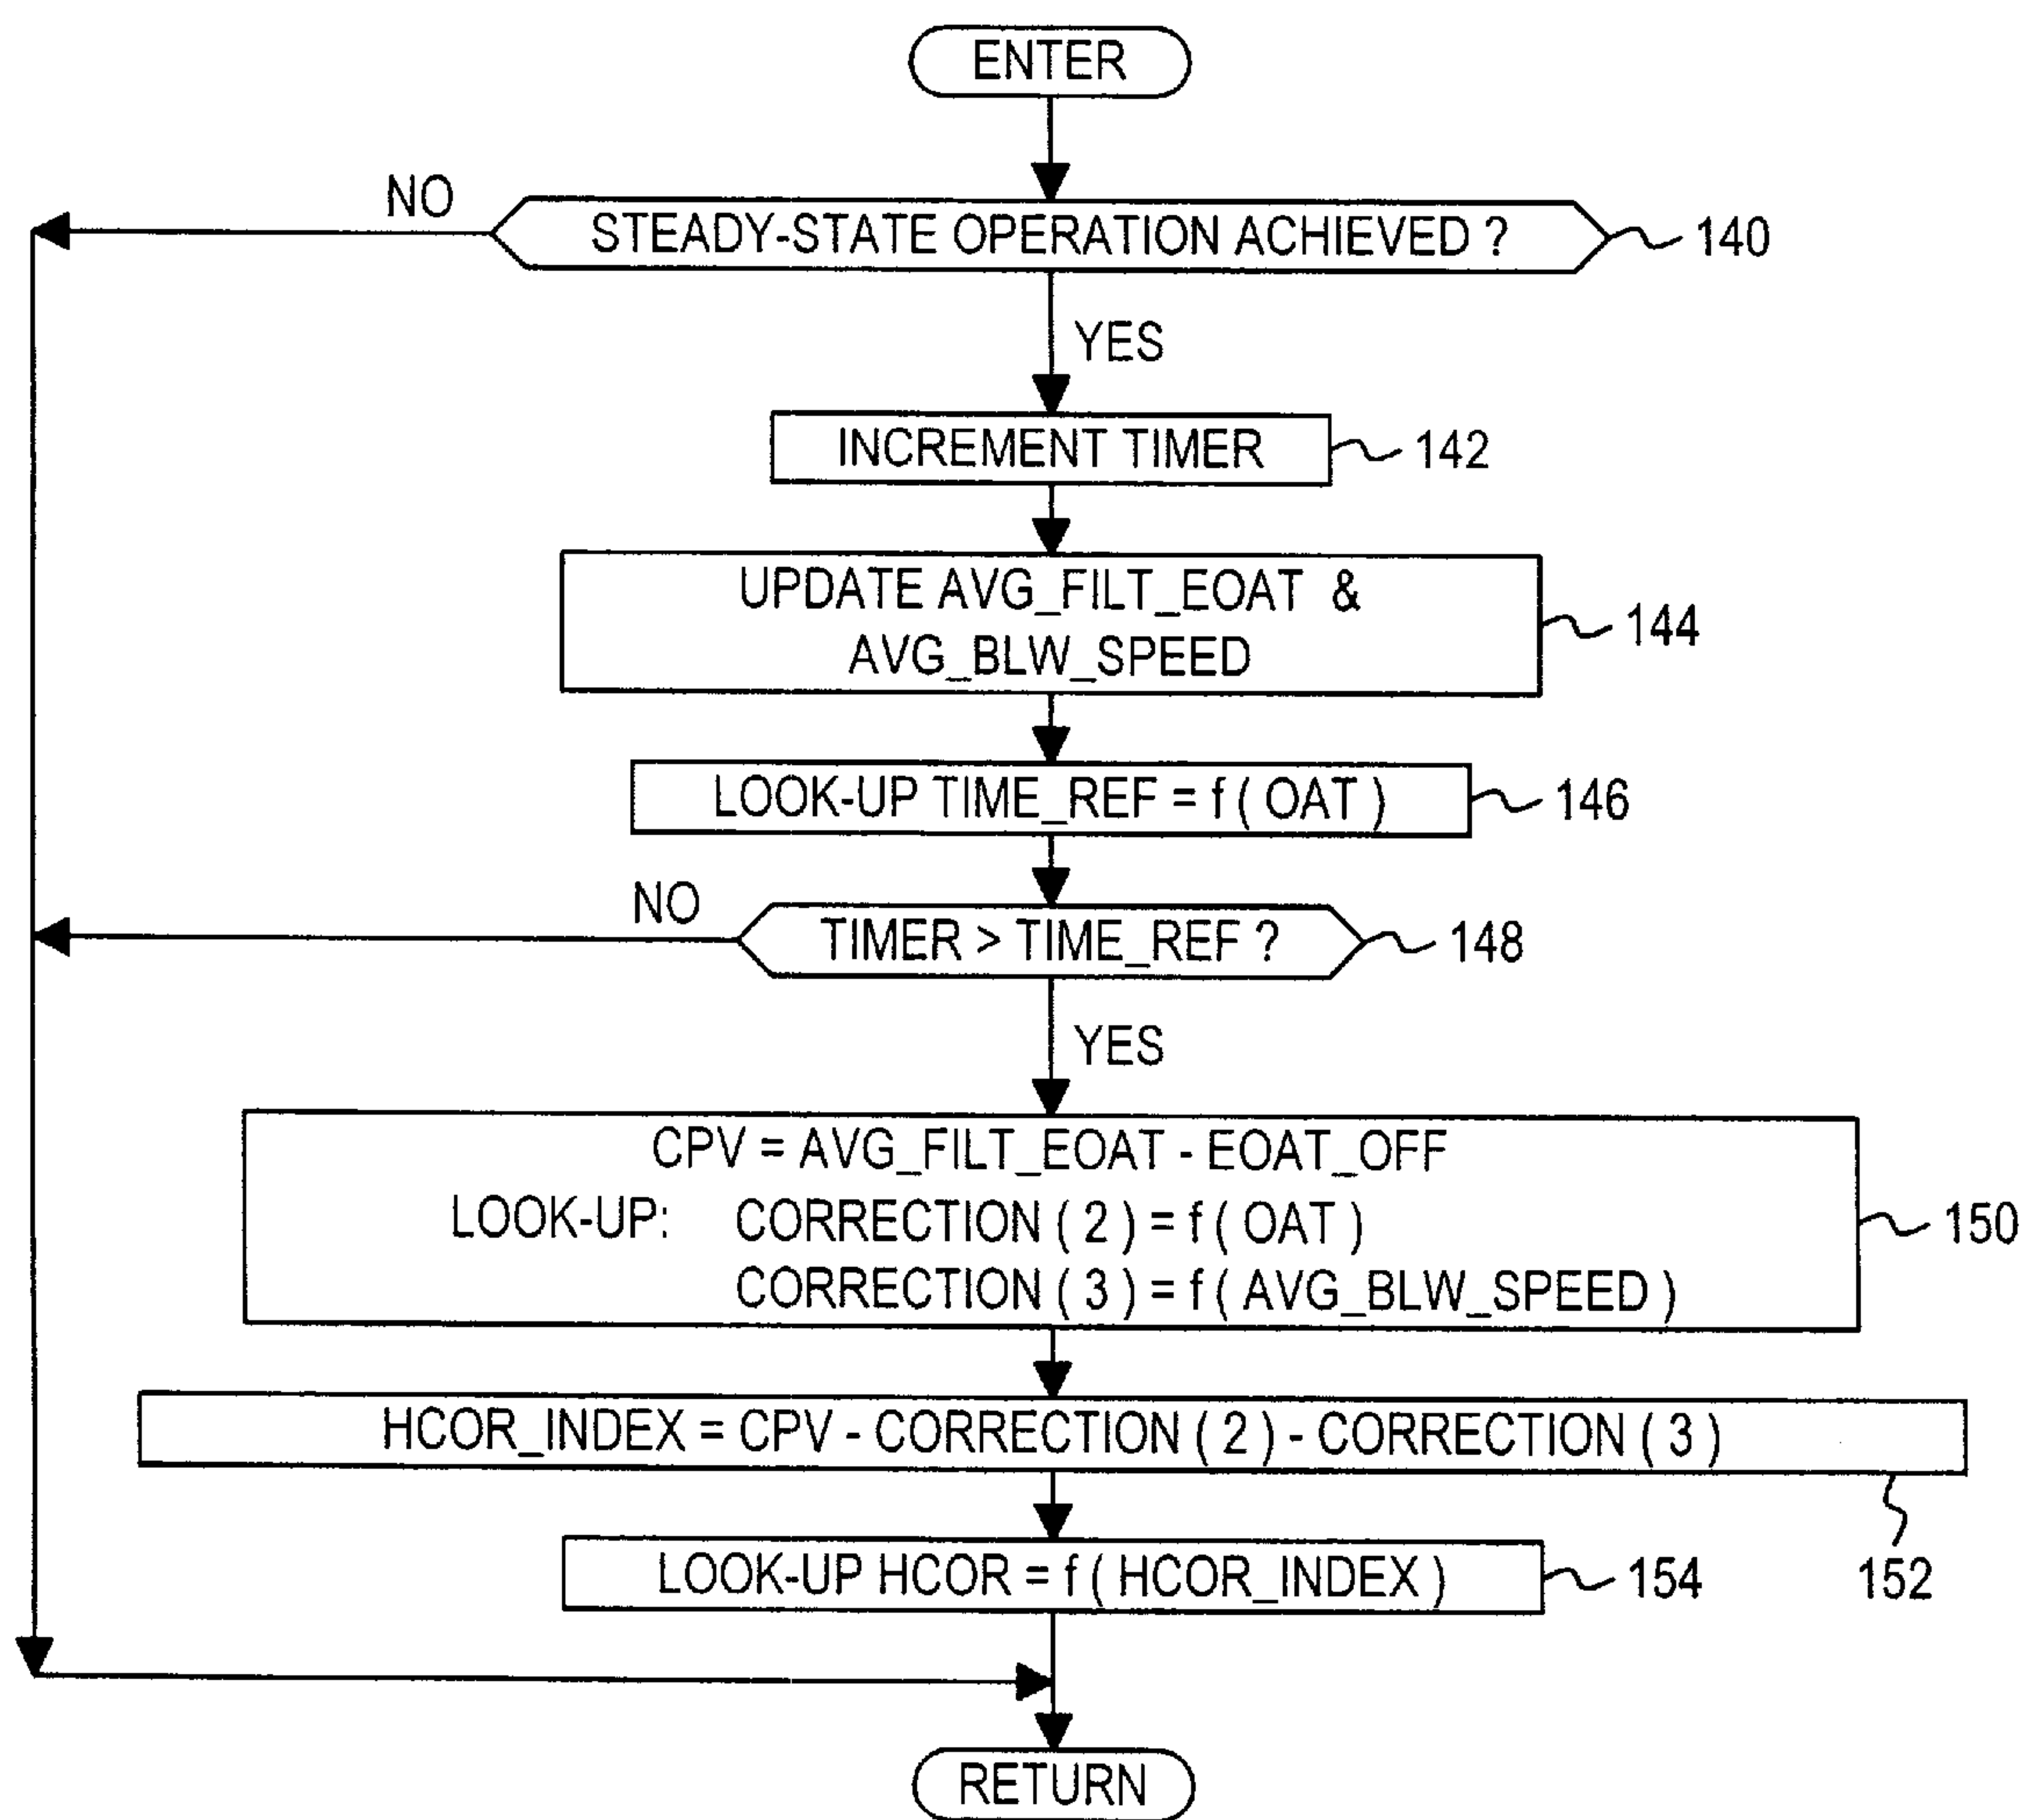 ENTER
NO
STEADY-STATE OPERATION ACHIEVED ?
140
YES
INCREMENT TIMER
142
UPDATE AVG_FILT_EOAT &
AVG_BLW_SPEED
144
LOOK-UP TIME_REF = f ( OAT )
146
NO
TIMER > TIME_REF ?
148
YES
CPV = AVG_FILT_EOAT - EOAT_OFF
LOOK-UP: CORRECTION ( 2 ) = f ( OAT )
CORRECTION ( 3 ) = f ( AVG_BLW_SPEED )
150
HCOR_INDEX = CPV - CORRECTION ( 2 ) - CORRECTION ( 3 )
152
LOOK-UP HCOR = f ( HCOR_INDEX )
154
RETURN